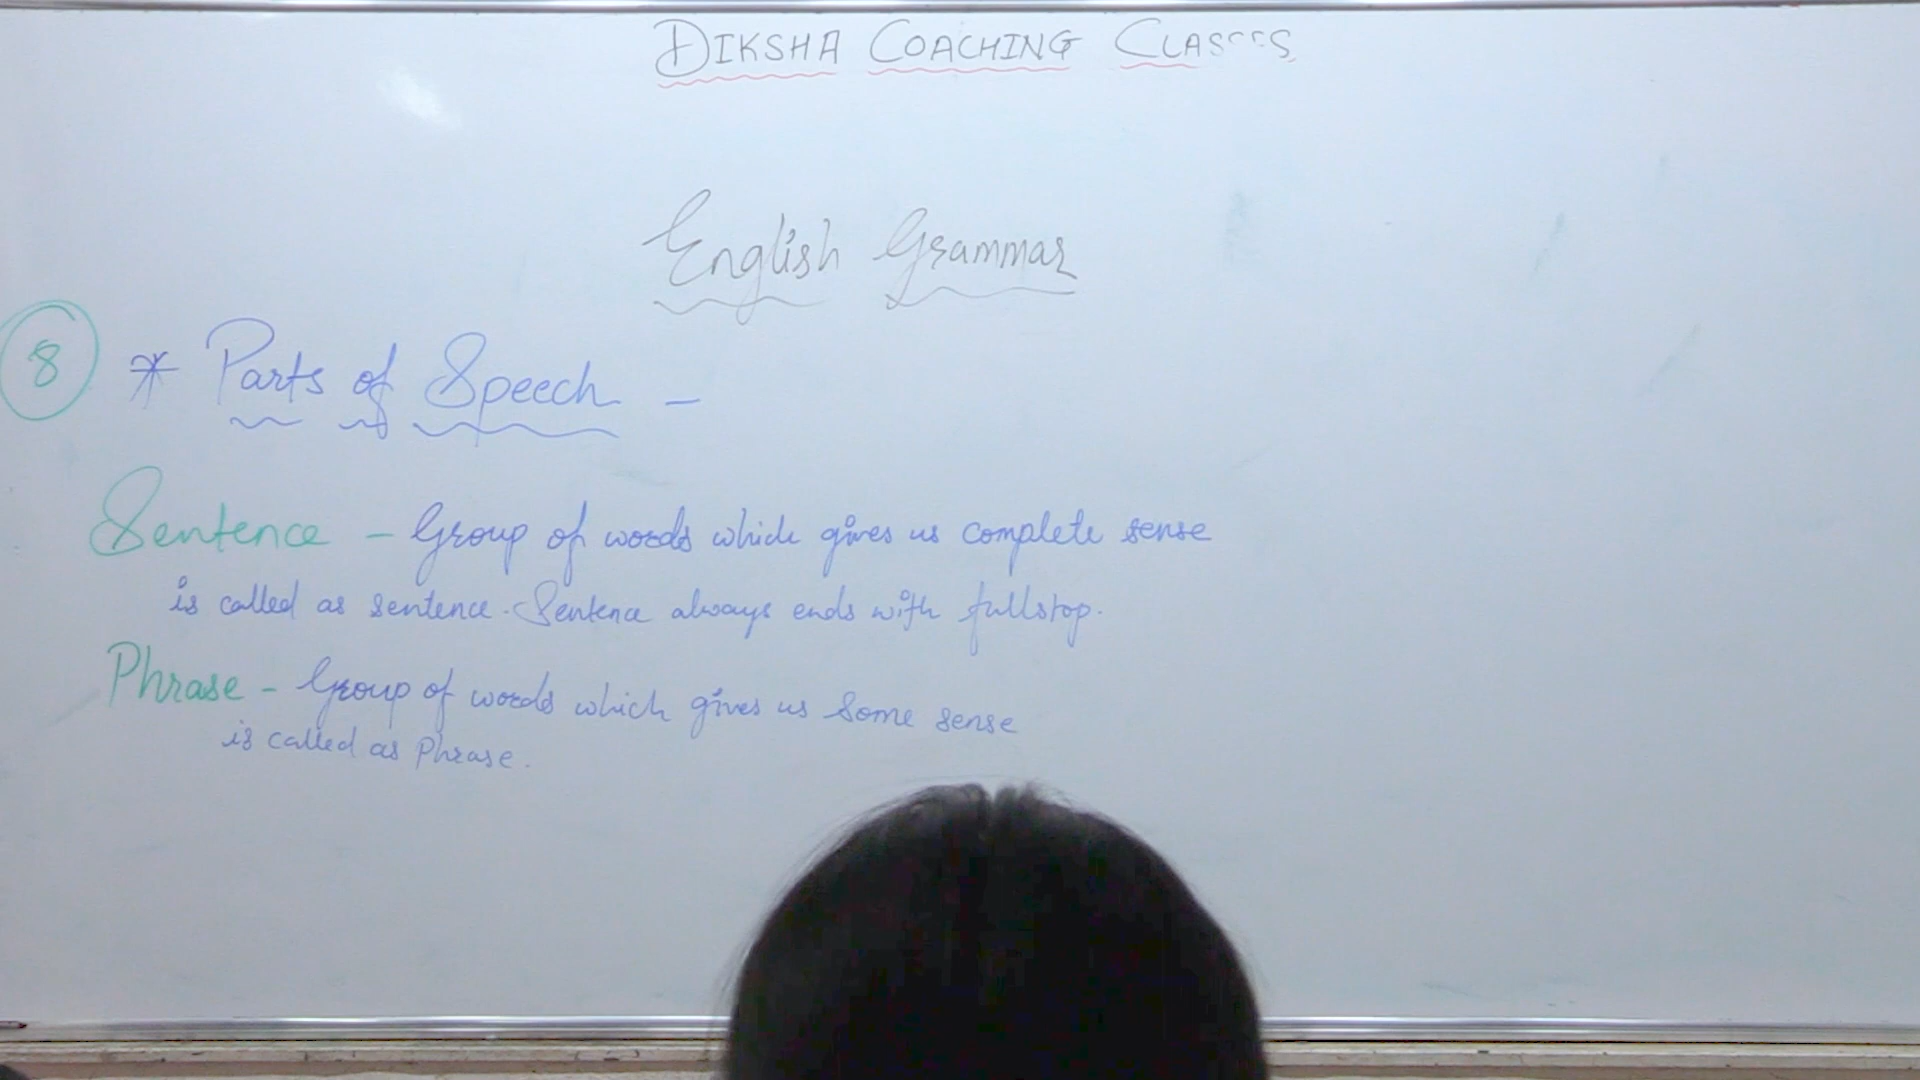 DIKSHA COACHING CLASSES
English Grammar
8 * Parts of Speech -
Sentence - Group of words which gives us complete sense
is called as sentence. Sentence always ends with fullstop.
Phrase - Group of words which gives us some sense
is called as Phrase.